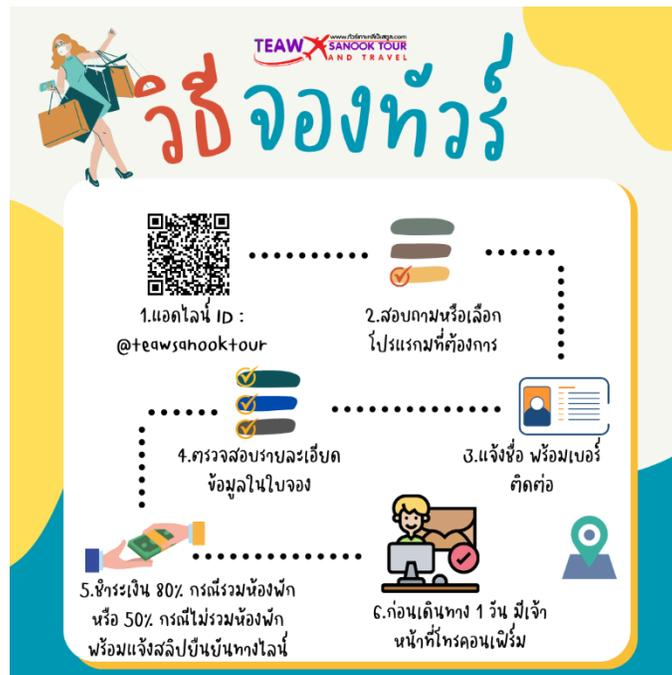 www.ทัวร์เกาะหลีเป๊ะสตูล.com
TEAW SANOOK TOUR
AND TRAVEL
วิธีจองทัวร์
1.แอดไลน์ ID :
@teawsanooktour
2.สอบถามหรือเลือก
โปรแรกมที่ต้องการ
3.แจ้งชื่อ พร้อมเบอร์
ติดต่อ
4.ตรวจสอบรายละเอียด
ข้อมูลในใบจอง
5.ชำระเงิน 80% กรณีรวมห้องพัก
หรือ 50% กรณีไม่รวมห้องพัก
พร้อมแจ้งสลิปยืนยันทางไลน์
6.ก่อนเดินทาง 1 วัน มีเจ้า
หน้าที่โทรคอนเฟิร์ม